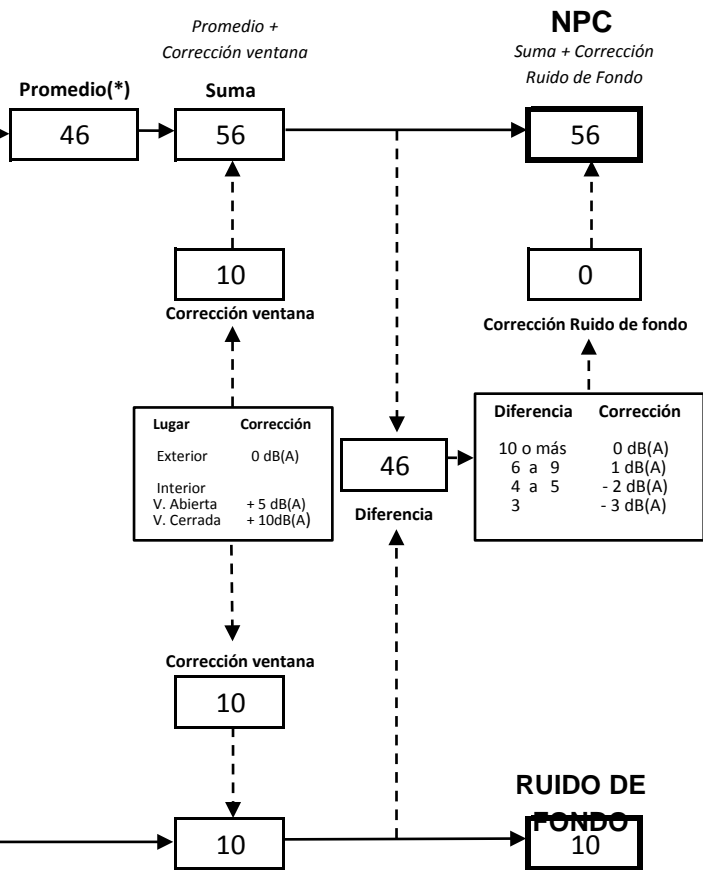 Promedio +
Corrección ventana
NPC
Suma + Corrección
Ruido de Fondo
Promedio(*)
Suma
46
56
56
10
0
Corrección ventana
Corrección Ruido de fondo
Lugar Corrección
Exterior 0 dB(A)
Interior
V. Abierta + 5 dB(A)
V. Cerrada + 10dB(A)
46
Diferencia
Diferencia Corrección
10 o más 0 dB(A)
6 a 9 1 dB(A)
4 a 5 - 2 dB(A)
3 - 3 dB(A)
Corrección ventana
10
10
RUIDO DE
FONDO
10